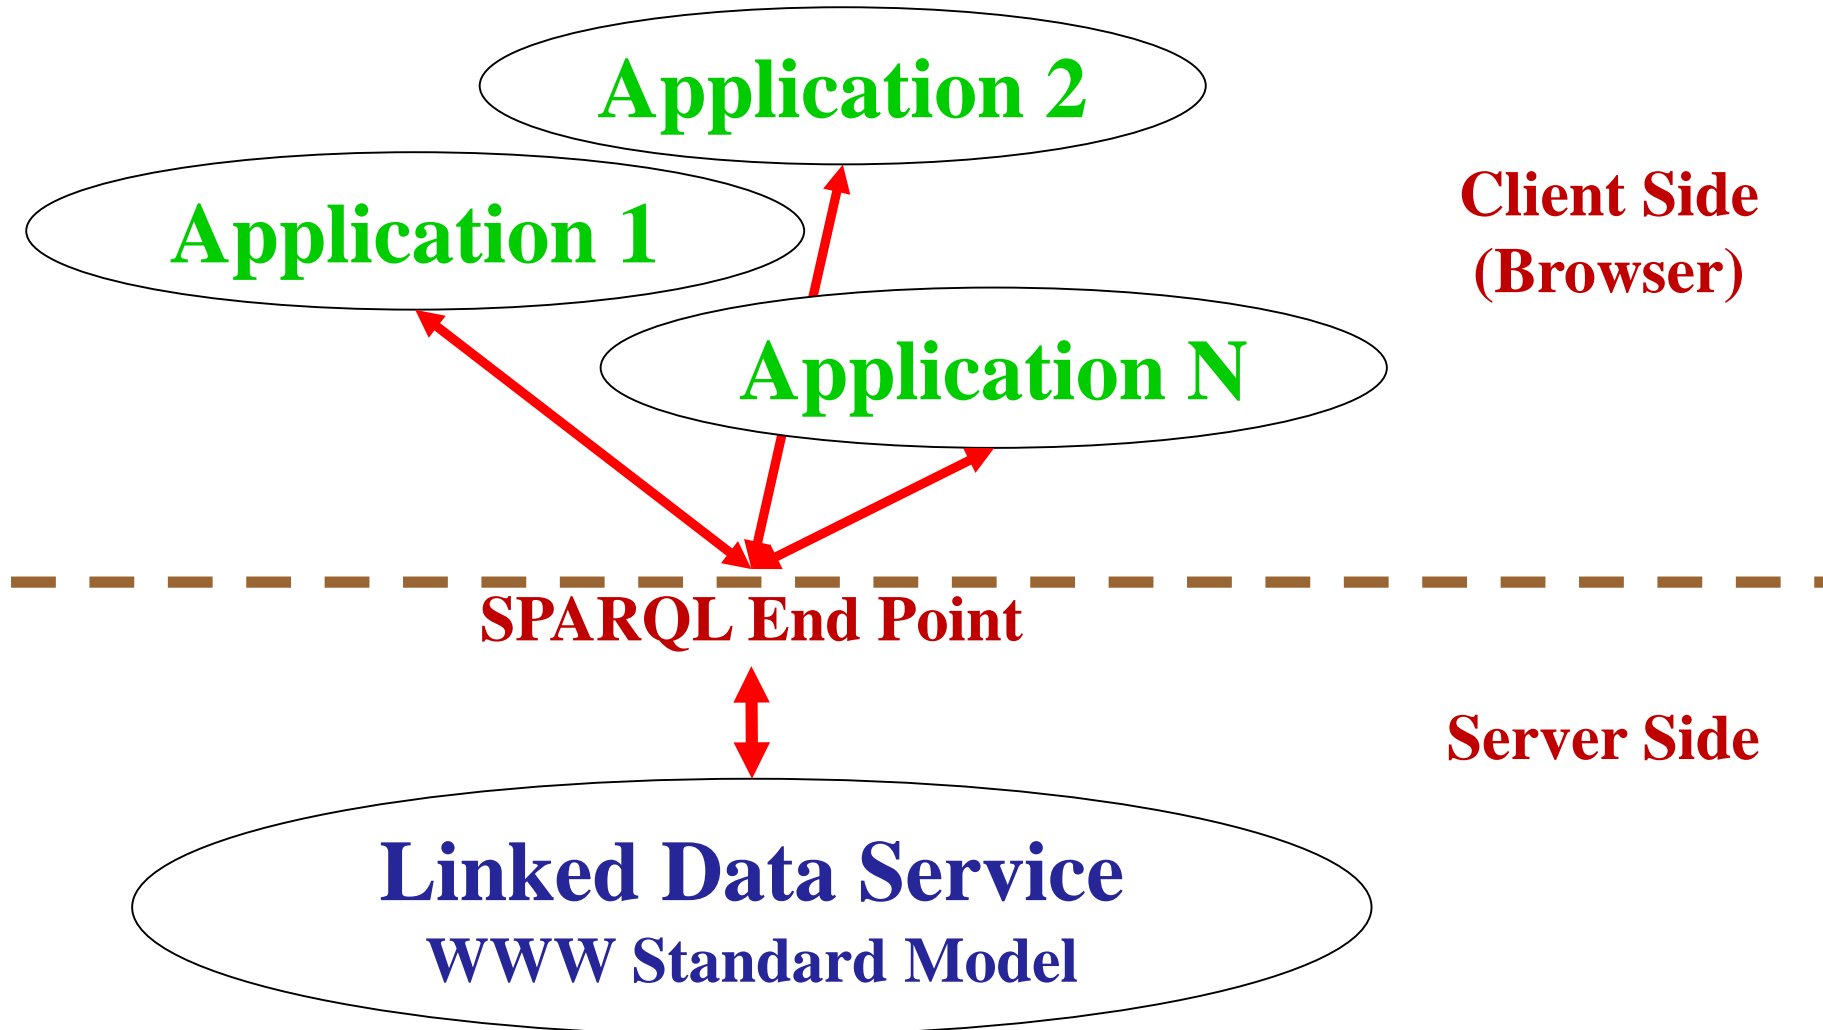 Application 2
Application 1
Client Side
(Browser)
Application N
SPARQL End Point
Server Side
Linked Data Service
WWW Standard Model